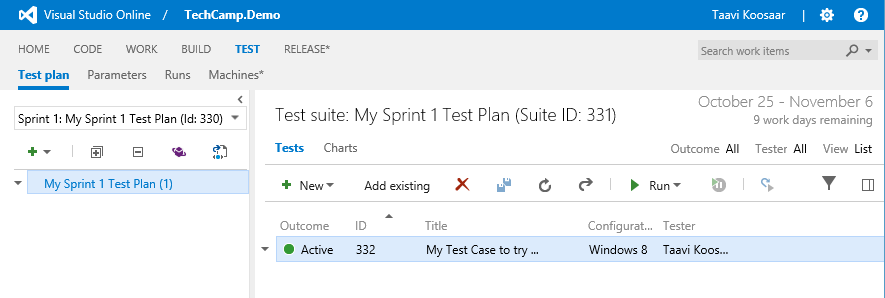 Visual Studio Online / TechCamp.Demo Taavi Koosaar
HOME CODE WORK BUILD TEST RELEASE* Search work items
Test plan Parameters Runs Machines*
Sprint 1: My Sprint 1 Test Plan (Id: 330)
My Sprint 1 Test Plan (1)
October 25 - November 6
Test suite: My Sprint 1 Test Plan (Suite ID: 331)
9 work days remaining
Tests Charts Outcome All Tester All View List
New Add existing Run
Outcome ID Title Configurat... Tester
Active 332 My Test Case to try ... Windows 8 Taavi Koos...